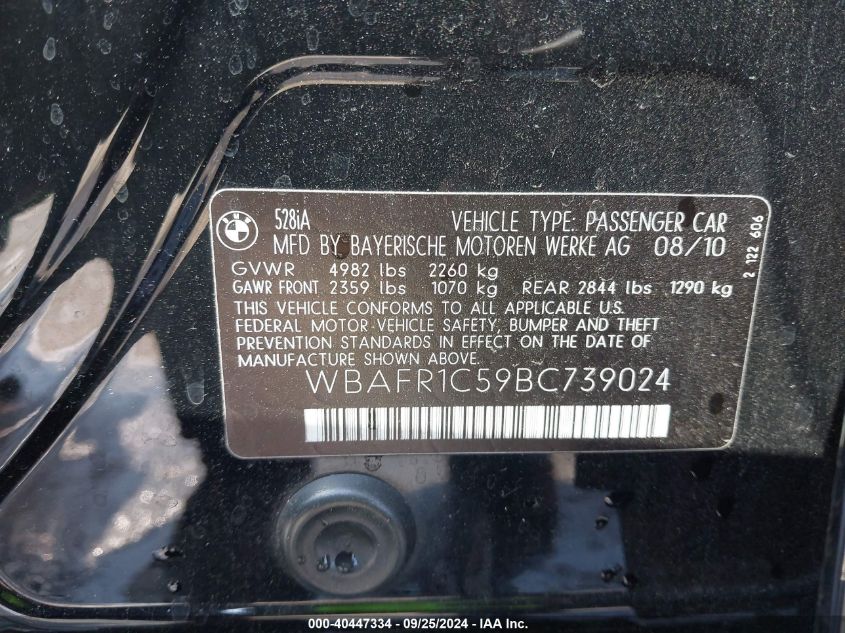 BMW
528iA
VEHICLE TYPE: PASSENGER CAR
MFD BY BAYERISCHE MOTOREN WERKE AG 08/10
GVWR 4982 lbs 2260 kg
GAWR FRONT 2359 lbs 1070 kg REAR 2844 lbs 1290 kg
THIS VEHICLE CONFORMS TO ALL APPLICABLE U.S.
FEDERAL MOTOR VEHICLE SAFETY, BUMPER AND THEFT
PREVENTION STANDARDS IN EFFECT ON THE DATE OF
MANUFACTURE SHOWN ABOVE.
WBAFR1C59BC739024
2 122 606
000-40447334 - 09/25/2024 - IAA Inc.